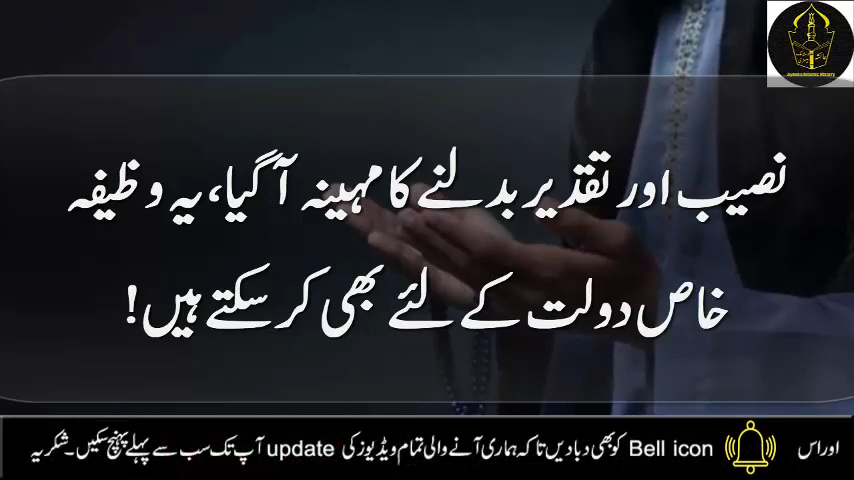 نصیب اور تقدیر بدلنے کا مہینہ آگیا، یہ وظیفہ
خاص دولت کے لئے بھی کر سکتے ہیں!
اور اس Bell icon کو بھی دبا دیں تاکہ ہماری آنے والی تمام ویڈیوز کی update آپ تک سب سے پہلے پہنچ سکیں۔ شکریہ